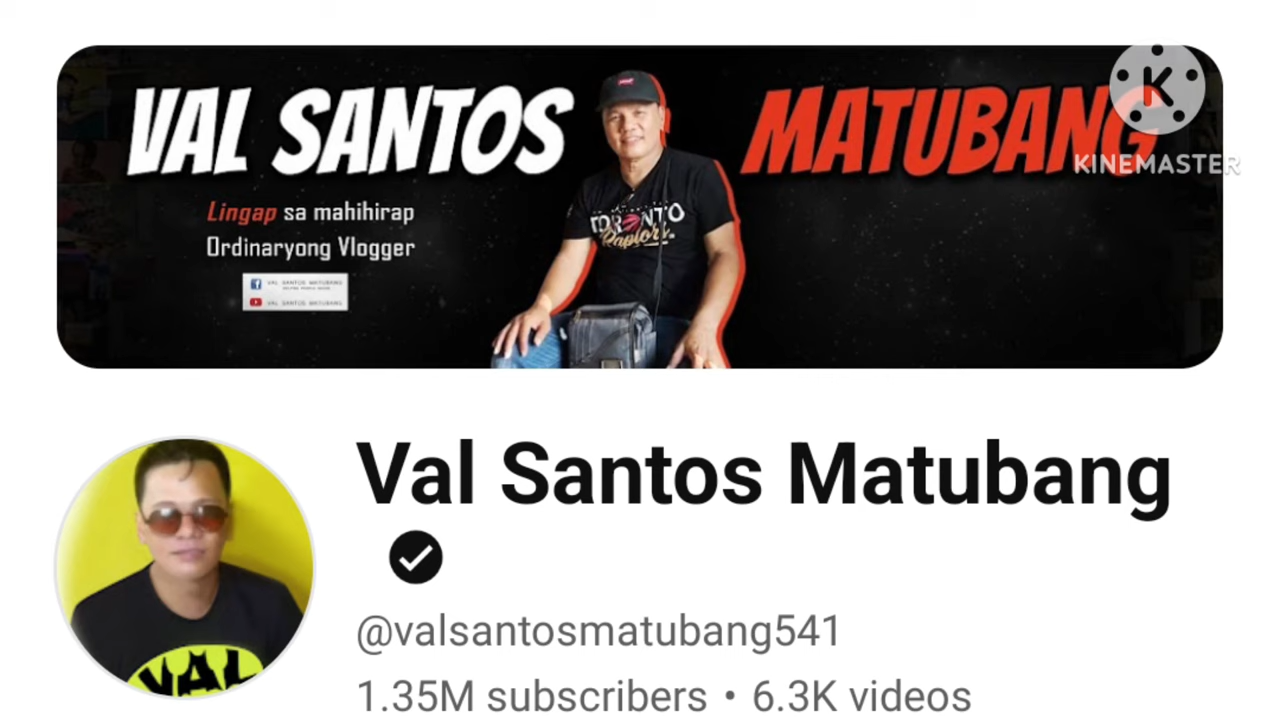 VAL SANTOS MATUBANG
KINEMASTER
Lingap sa mahihirap
Ordinaryong Vlogger
VAL SANTOS MATUBANG
VAL SANTOS MATUBANG
TORONTO
Raptors
Val Santos Matubang
@valsantosmatubang541
1.35M subscribers • 6.3K videos
VAL